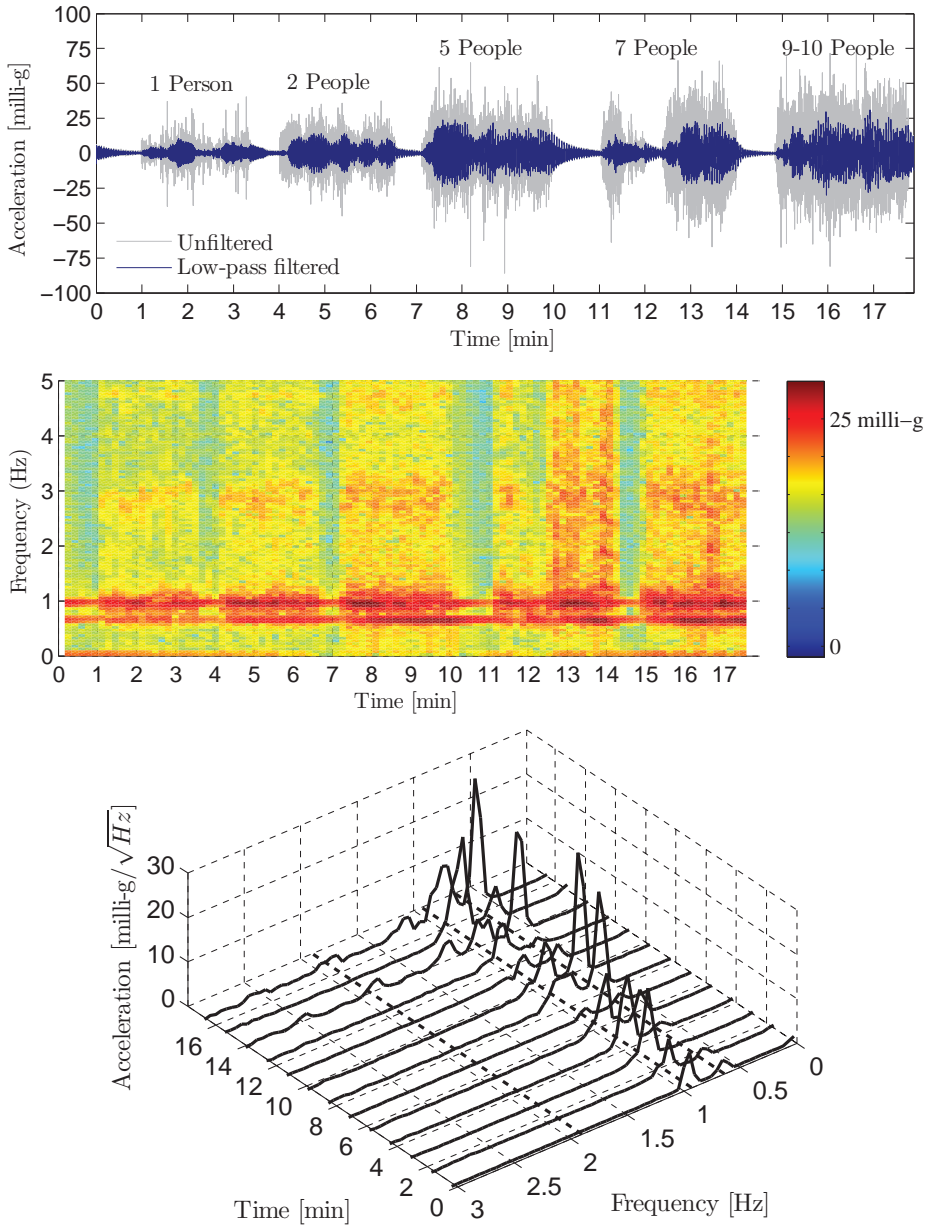 100
75
50
25
0
−25
−50
−75
−100
Acceleration [milli-g]
1 Person
2 People
5 People
7 People
9-10 People
Unfiltered
Low-pass filtered
0 1 2 3 4 5 6 7 8 9 10 11 12 13 14 15 16 17
Time [min]
5
4
3
2
1
0
Frequency (Hz)
0 1 2 3 4 5 6 7 8 9 10 11 12 13 14 15 16 17
Time [min]
25 milli−g
0
30
20
10
0
Acceleration [milli-g/√Hz]
16
14
12
10
8
6
4
2
0
Time [min]
3
2.5
2
1.5
1
0.5
0
Frequency [Hz]